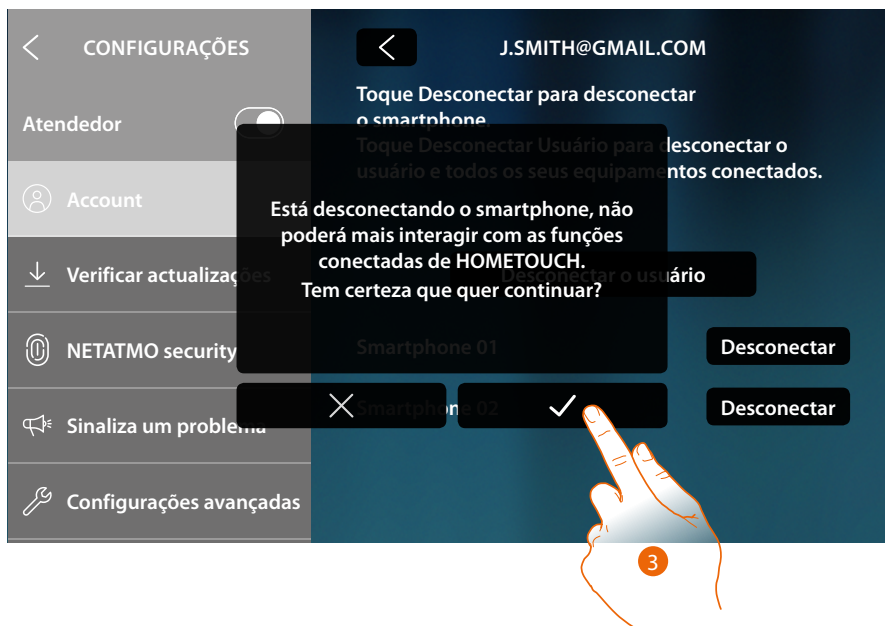 CONFIGURAÇÕES
Atendedor
Account
Verificar actualizações
NETATMO security
Sinaliza um problema
Configurações avançadas
J.SMITH@GMAIL.COM
Toque Desconectar para desconectar
o smartphone.
Toque Desconectar Usuário para desconectar o
usuário e todos os seus equipamentos conectados.
Desconectar o usuário
Smartphone 01
Desconectar
Smartphone 02
Desconectar
Está desconectando o smartphone, não
poderá mais interagir com as funções
conectadas de HOMETOUCH.
Tem certeza que quer continuar?
3